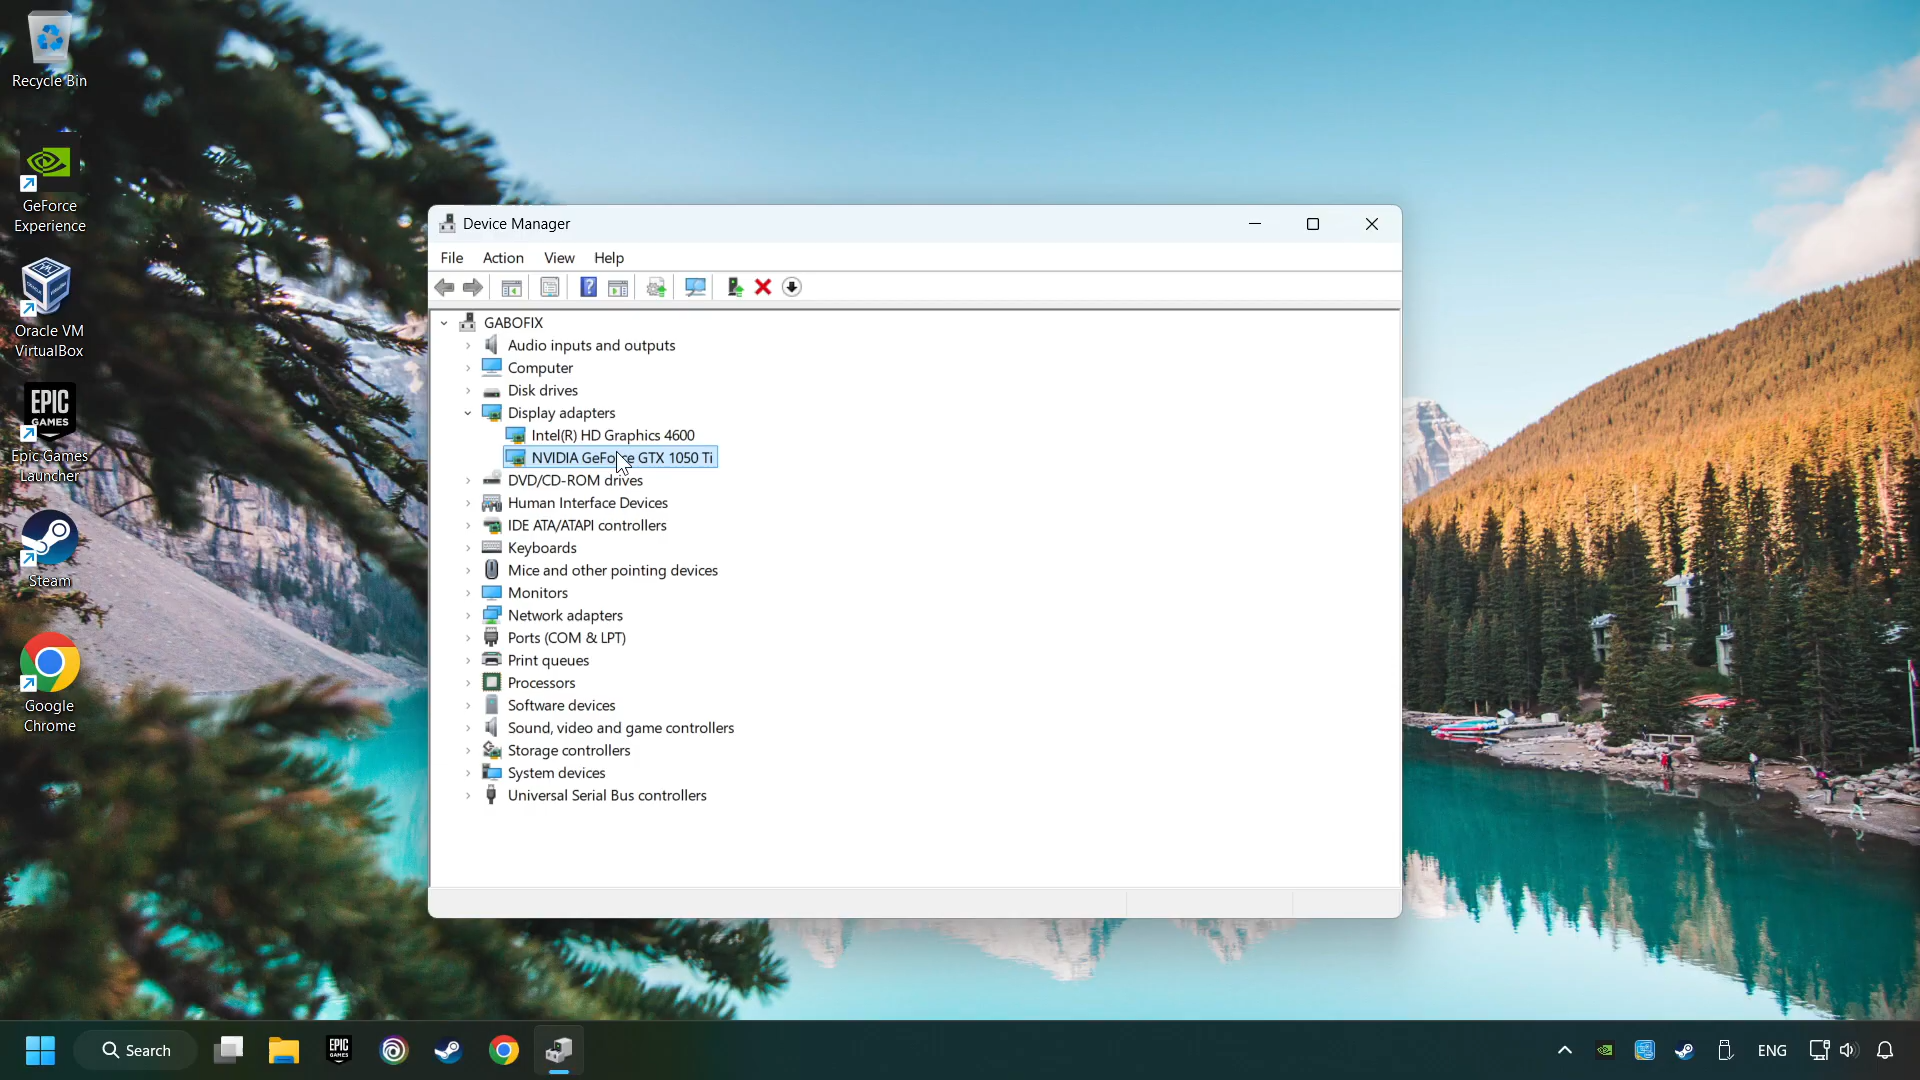 Recycle Bin
GeForce
Experience
Oracle VM
VirtualBox
EPIC
GAMES
Epic Games
Launcher
Steam
Google
Chrome
Device Manager
File Action View Help
GABOFIX
Audio inputs and outputs
Computer
Disk drives
Display adapters
Intel(R) HD Graphics 4600
NVIDIA GeForce GTX 1050 Ti
DVD/CD-ROM drives
Human Interface Devices
IDE ATA/ATAPI controllers
Keyboards
Mice and other pointing devices
Monitors
Network adapters
Ports (COM & LPT)
Print queues
Processors
Software devices
Sound, video and game controllers
Storage controllers
System devices
Universal Serial Bus controllers
Search
EPIC
GAMES
ENG